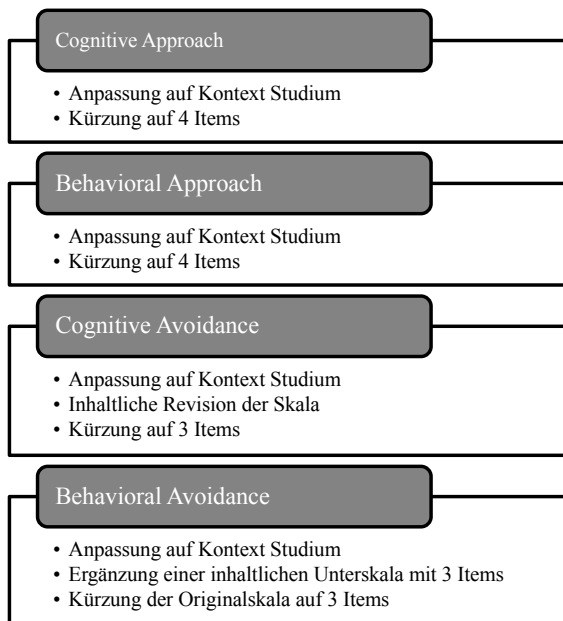 Cognitive Approach
• Anpassung auf Kontext Studium
• Kürzung auf 4 Items
Behavioral Approach
• Anpassung auf Kontext Studium
• Kürzung auf 4 Items
Cognitive Avoidance
• Anpassung auf Kontext Studium
• Inhaltliche Revision der Skala
• Kürzung auf 3 Items
Behavioral Avoidance
• Anpassung auf Kontext Studium
• Ergänzung einer inhaltlichen Unterskala mit 3 Items
• Kürzung der Originalskala auf 3 Items